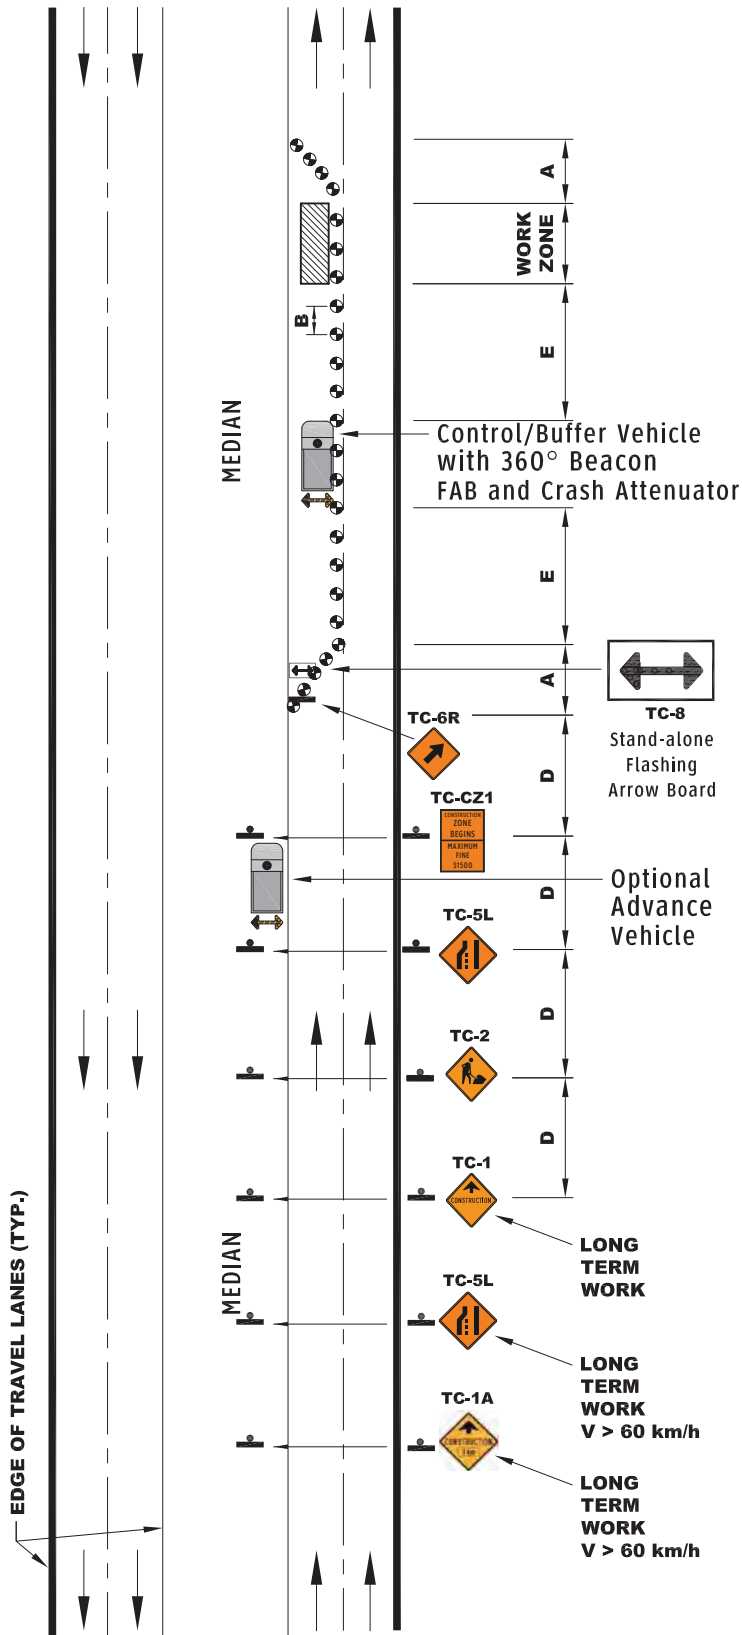 A
WORK
ZONE
B
E
MEDIAN
Control/Buffer Vehicle
with 360° Beacon
FAB and Crash Attenuator
E
A
TC-8
Stand-alone
Flashing
Arrow Board
TC-6R
D
TC-CZ1
CONSTRUCTION
ZONE
BEGINS
MAXIMUM
FINE
$1500
D
Optional
Advance
Vehicle
TC-5L
D
TC-2
D
TC-1
CONSTRUCTION
LONG
TERM
WORK
MEDIAN
TC-5L
LONG
TERM
WORK
V > 60 km/h
TC-1A
CONSTRUCTION
1 km
LONG
TERM
WORK
V > 60 km/h
EDGE OF TRAVEL LANES (TYP.)